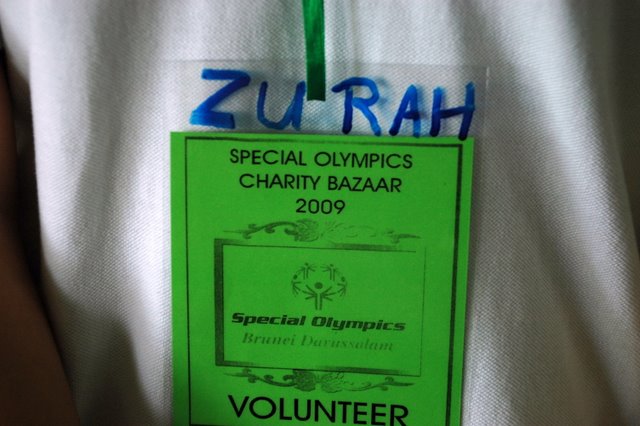 ZURAH
SPECIAL OLYMPICS
CHARITY BAZAAR
2009
Special Olympics
Brunei Darussalam
VOLUNTEER